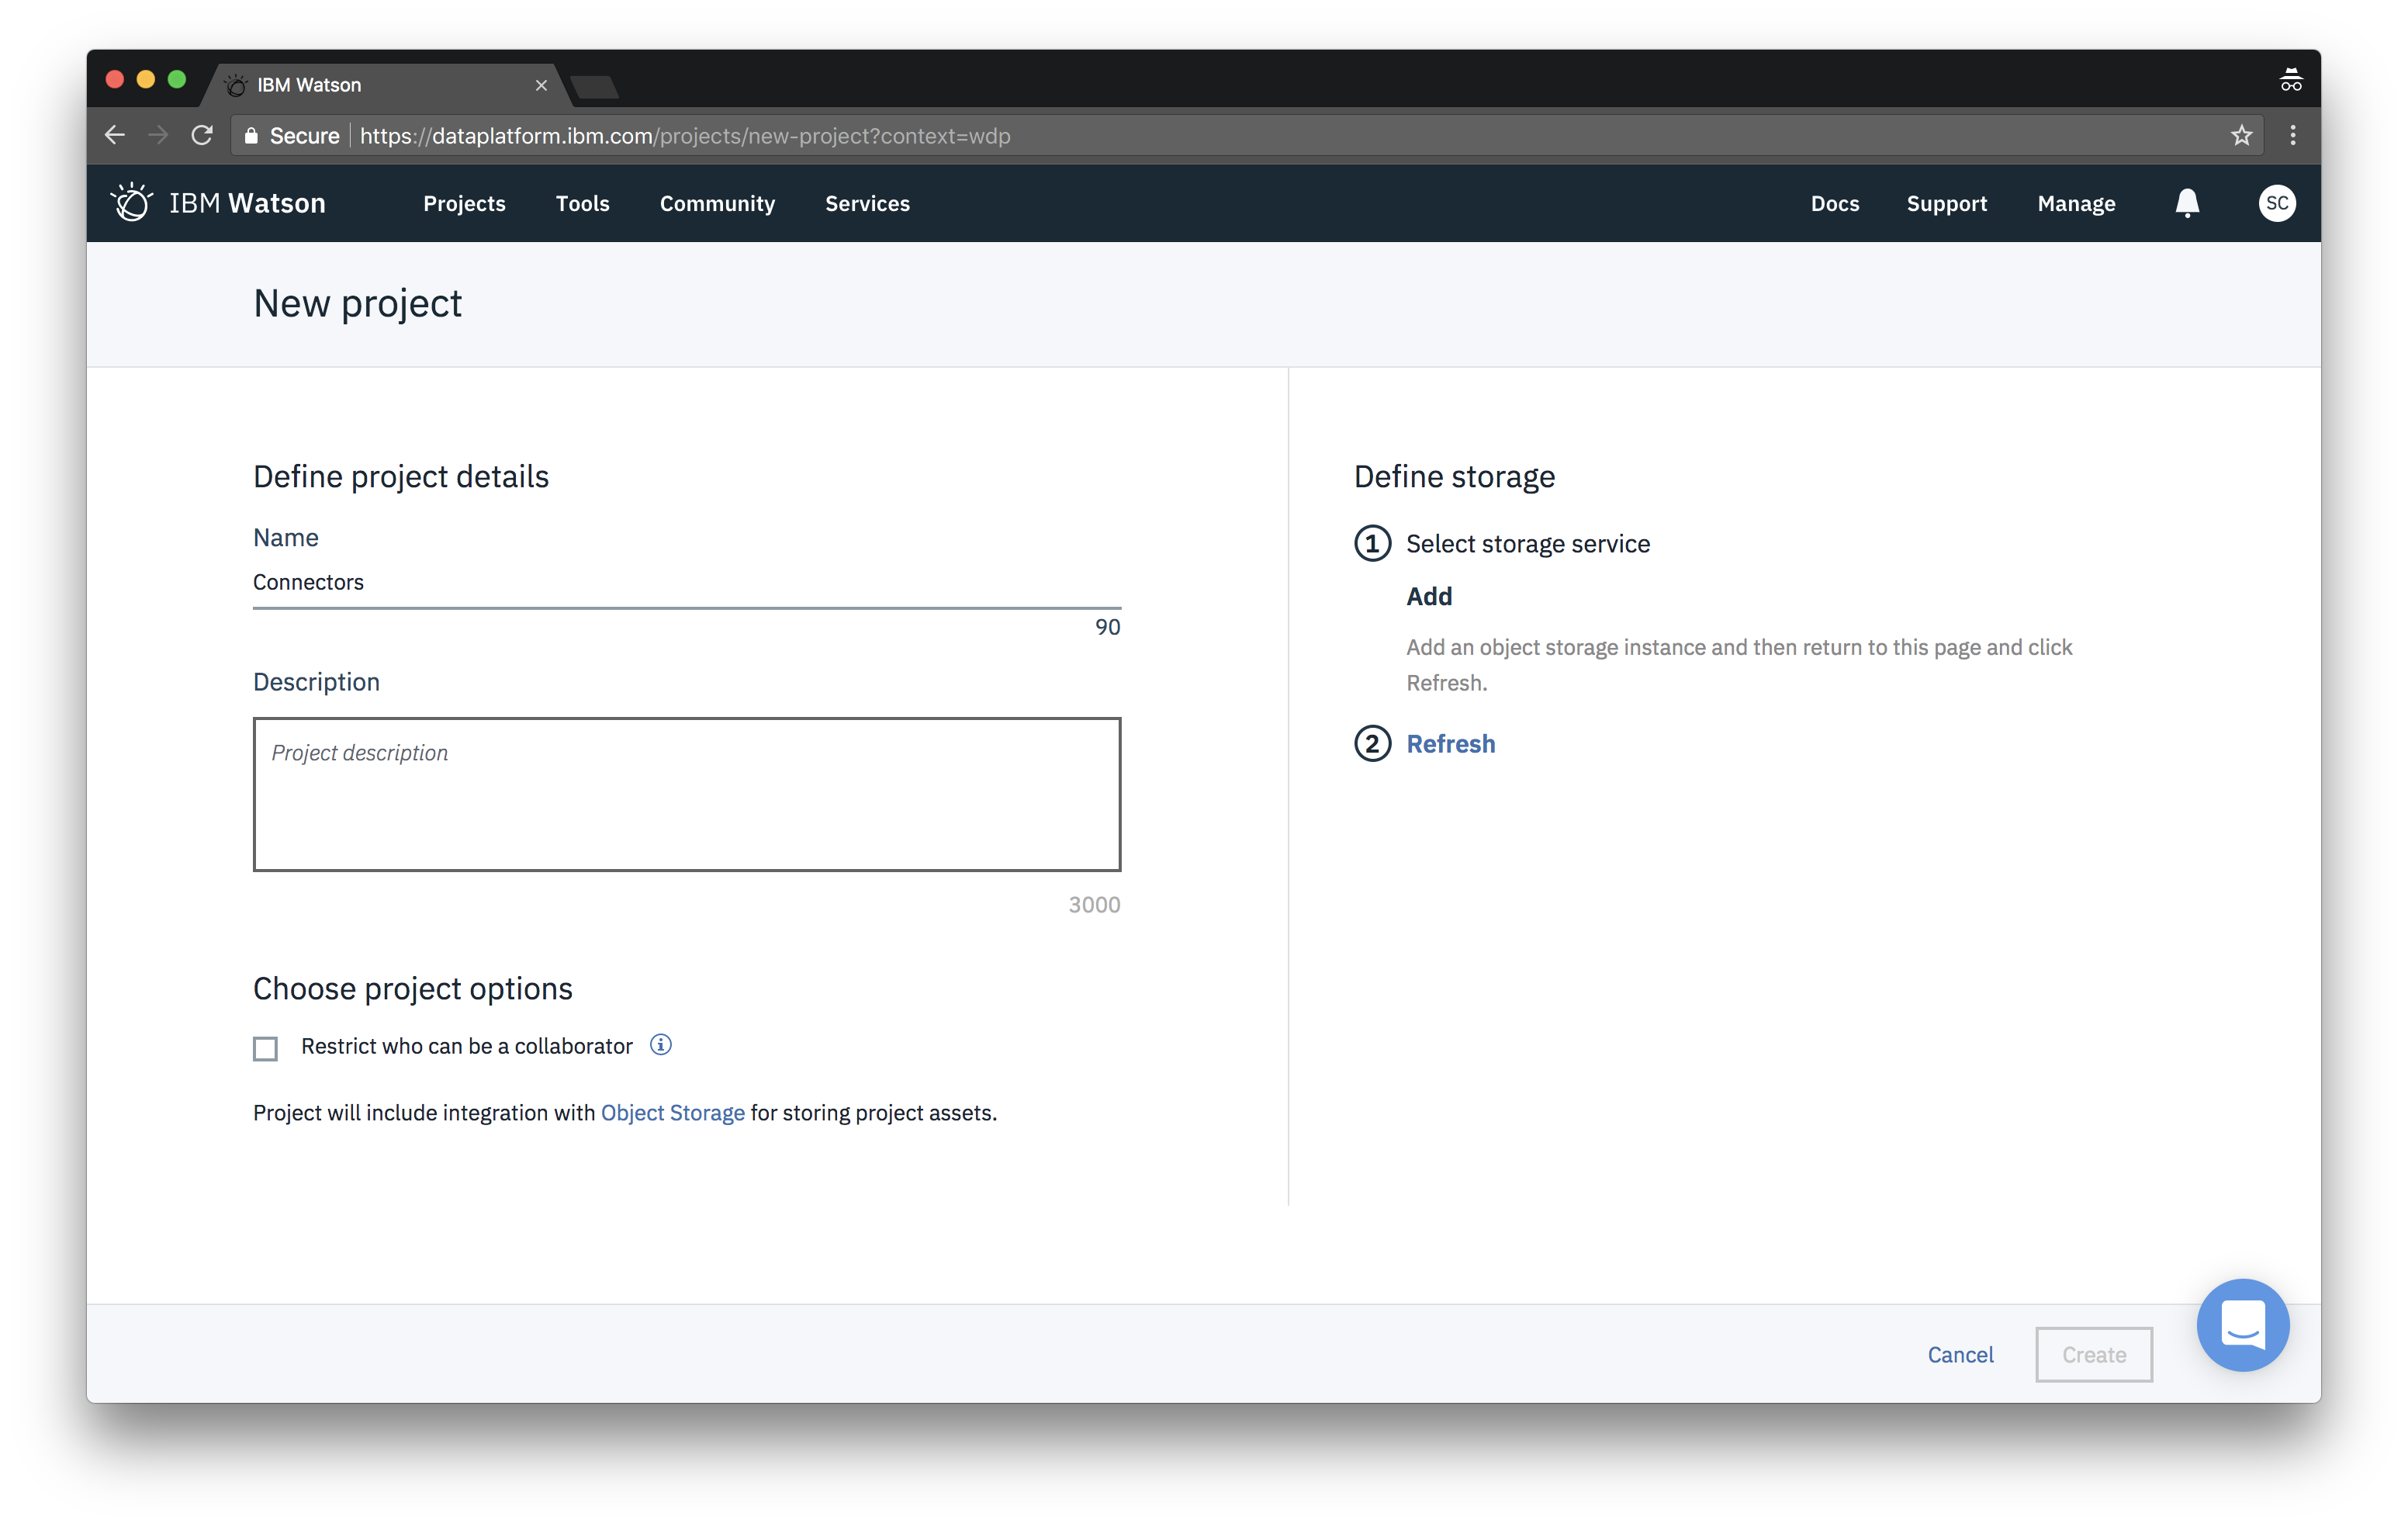 IBM Watson
Secure https://dataplatform.ibm.com/projects/new-project?context=wdp
IBM Watson Projects Tools Community Services Docs Support Manage SC
New project
Define project details
Name
Connectors
90
Description
Project description
3000
Choose project options
Restrict who can be a collaborator
Project will include integration with Object Storage for storing project assets.
Define storage
1 Select storage service
Add
Add an object storage instance and then return to this page and click
Refresh.
2 Refresh
Cancel Create